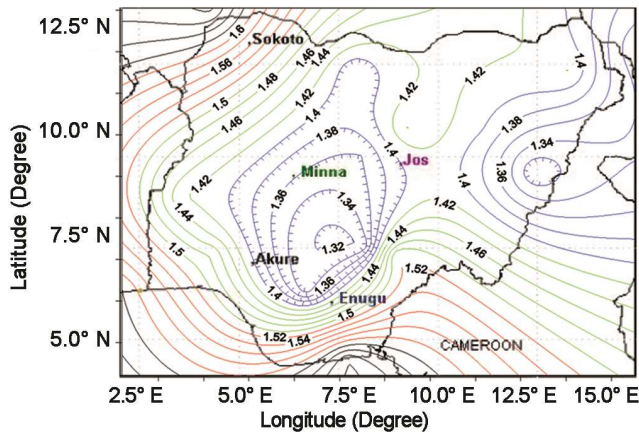 12.5° N
10.0° N
7.5° N
5.0° N
Latitude (Degree)
1.6
Sokoto
1.56
1.5
1.48
1.46
1.46
1.44
1.42
1.4
1.42
1.42
1.4
1.38
1.4
Jos
1.38
1.34
1.36
1.4
Minna
1.42
1.36
1.34
1.44
1.42
1.32
1.44
1.46
1.5
Akure
1.44
1.52
1.4
1.36
Enugu
1.5
1.52
1.54
CAMEROON
2.5° E
5.0° E
7.5° E
10.0° E
12.5° E
15.0° E
Longitude (Degree)